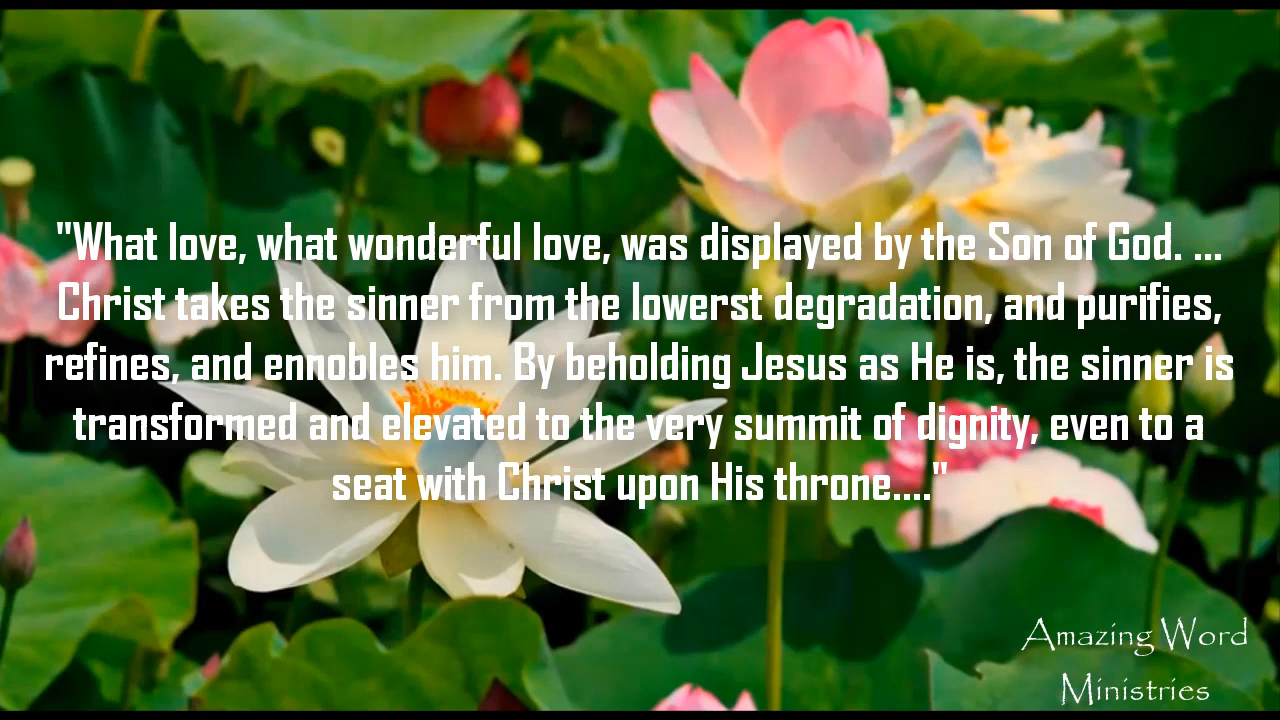 "What love, what wonderful love, was displayed by the Son of God. ...
Christ takes the sinner from the lowerst degradation, and purifies,
refines, and ennobles him. By beholding Jesus as He is, the sinner is
transformed and elevated to the very summit of dignity, even to a
seat with Christ upon His throne...."
Amazing Word
Ministries